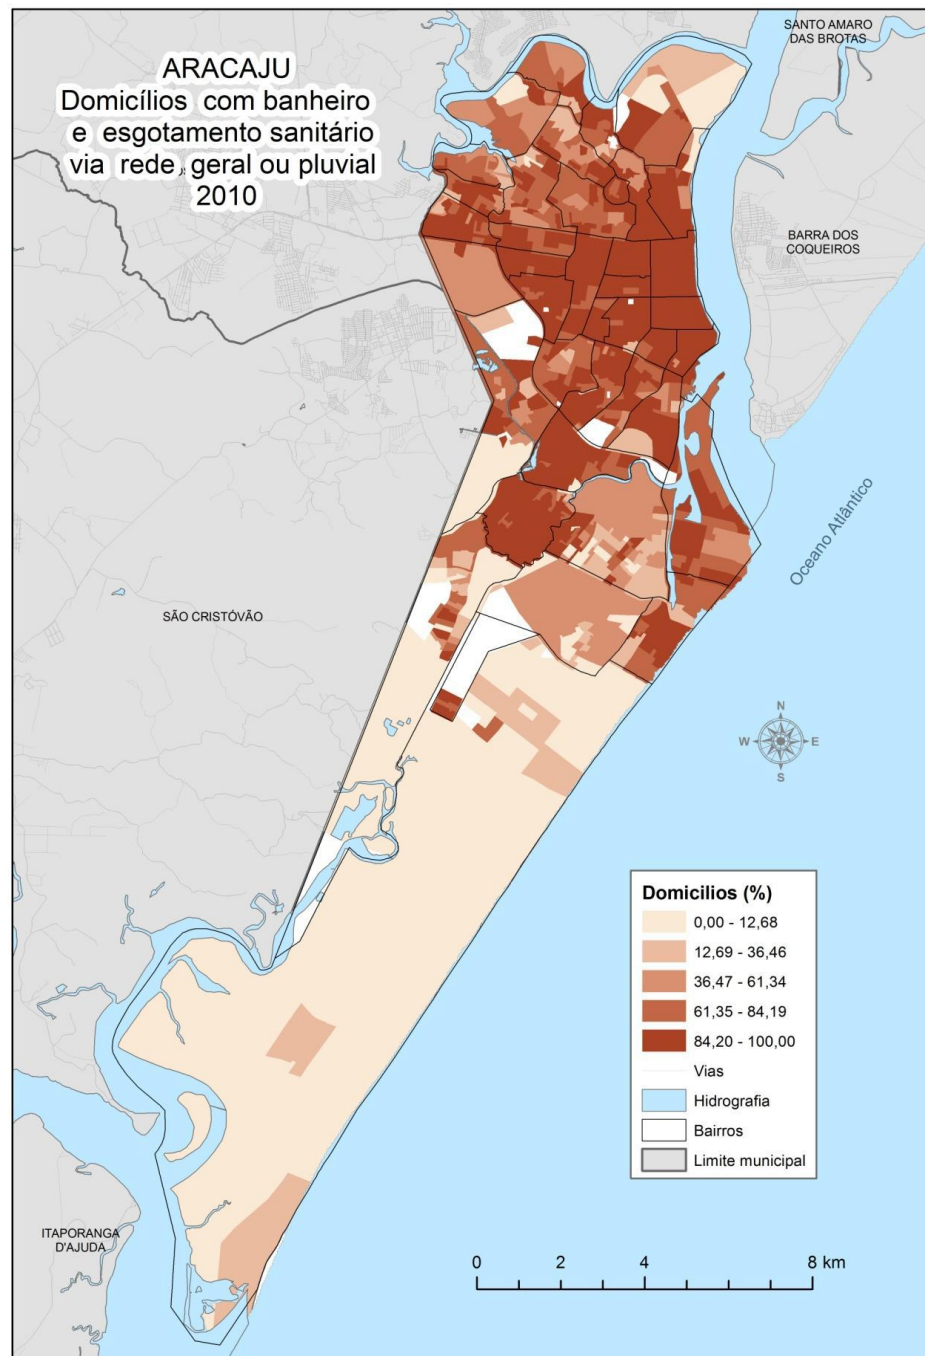 ARACAJU
Domicílios com banheiro
e esgotamento sanitário
via rede geral ou pluvial
2010
SANTO AMARO
DAS BROTAS
BARRA DOS
COQUEIROS
Oceano Atlântico
SÃO CRISTÓVÃO
N
W
E
S
Domicilios (%)
0,00 - 12,68
12,69 - 36,46
36,47 - 61,34
61,35 - 84,19
84,20 - 100,00
Vias
Hidrografia
Bairros
Limite municipal
ITAPORANGA
D'AJUDA
0 2 4 8 km